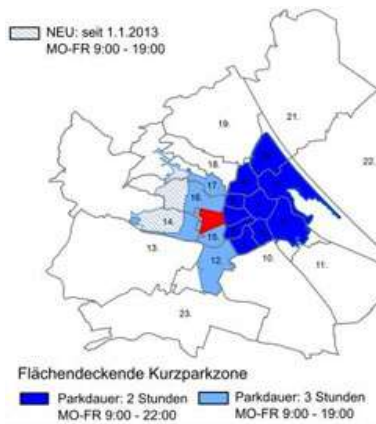 NEU: seit 1.1.2013
MO-FR 9:00 - 19:00
21.
19.
22.
18.
17.
16.
14.
15.
13.
10.
12.
11.
23.
Flächendeckende Kurzparkzone
Parkdauer: 2 Stunden
MO-FR 9:00 - 22:00
Parkdauer: 3 Stunden
MO-FR 9:00 - 19:00